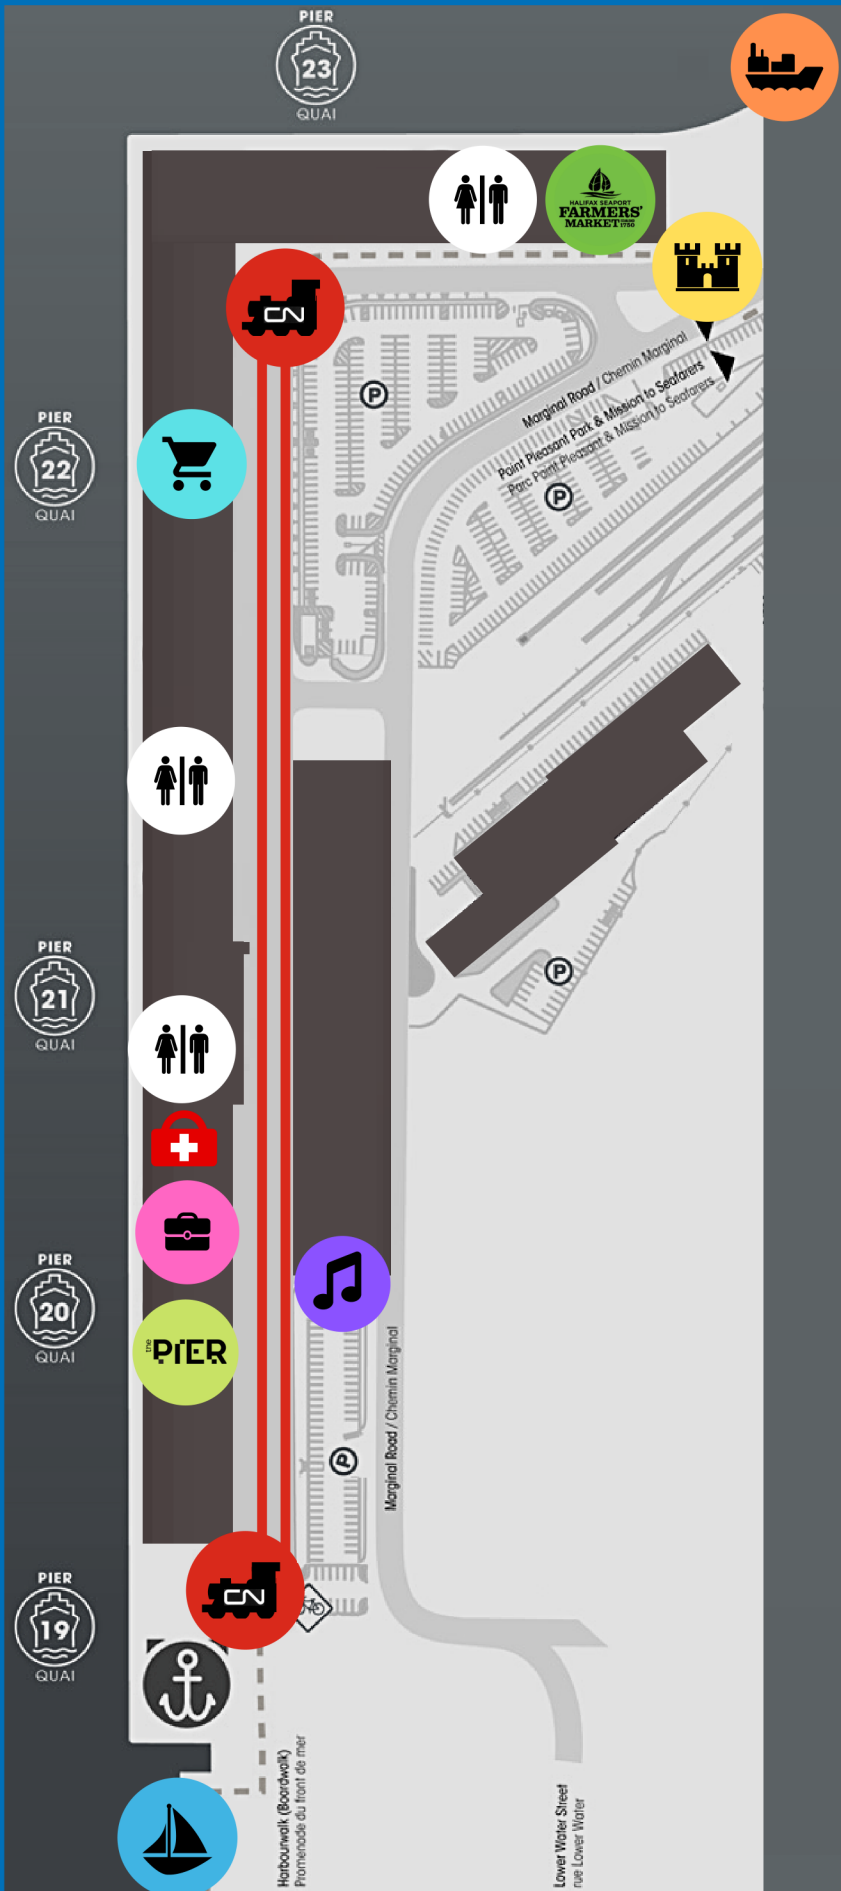 PIER
23
QUAI
HALIFAX SEAPORT
FARMERS'
MARKET
1750
CN
Marginal Road / Chemin Marginal
Point Pleasant Park & Mission to Seafarers
Parc Point Pleasant & Mission to Seafarers
P
P
PIER
22
QUAI
PIER
21
QUAI
P
PIER
20
QUAI
the
PIER
Marginal Road / Chemin Marginal
P
CN
PIER
19
QUAI
Harbourwalk (Boardwalk)
Promenade du front de mer
Lower Water Street
rue Lower Water